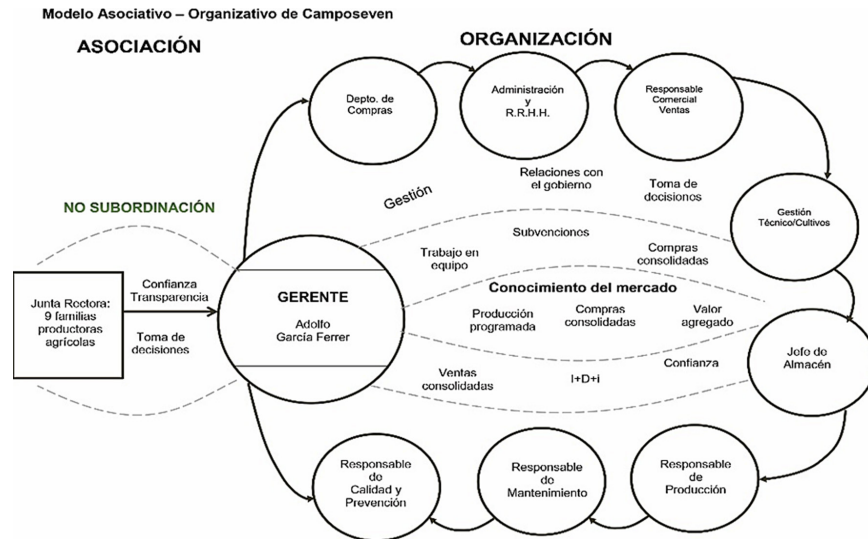 Modelo Asociativo – Organizativo de Camposeven
ASOCIACIÓN
ORGANIZACIÓN
Depto. de
Compras
Administración
y
R.R.H.H.
Responsable
Comercial
Ventas
Gestión
Técnico/Cultivos
Jefe de
Almacén
Responsable
de
Producción
Responsable
de
Mantenimiento
Responsable
de
Calidad y
Prevención
NO SUBORDINACIÓN
Junta Rectora:
9 familias
productoras
agrícolas
Confianza
Transparencia
Toma de
decisiones
GERENTE
Adolfo
García Ferrer
Gestión
Relaciones con
el gobierno
Toma de
decisiones
Trabajo en
equipo
Subvenciones
Compras
consolidadas
Conocimiento del mercado
Producción
programada
Compras
consolidadas
Valor
agregado
Ventas
consolidadas
I+D+i
Confianza